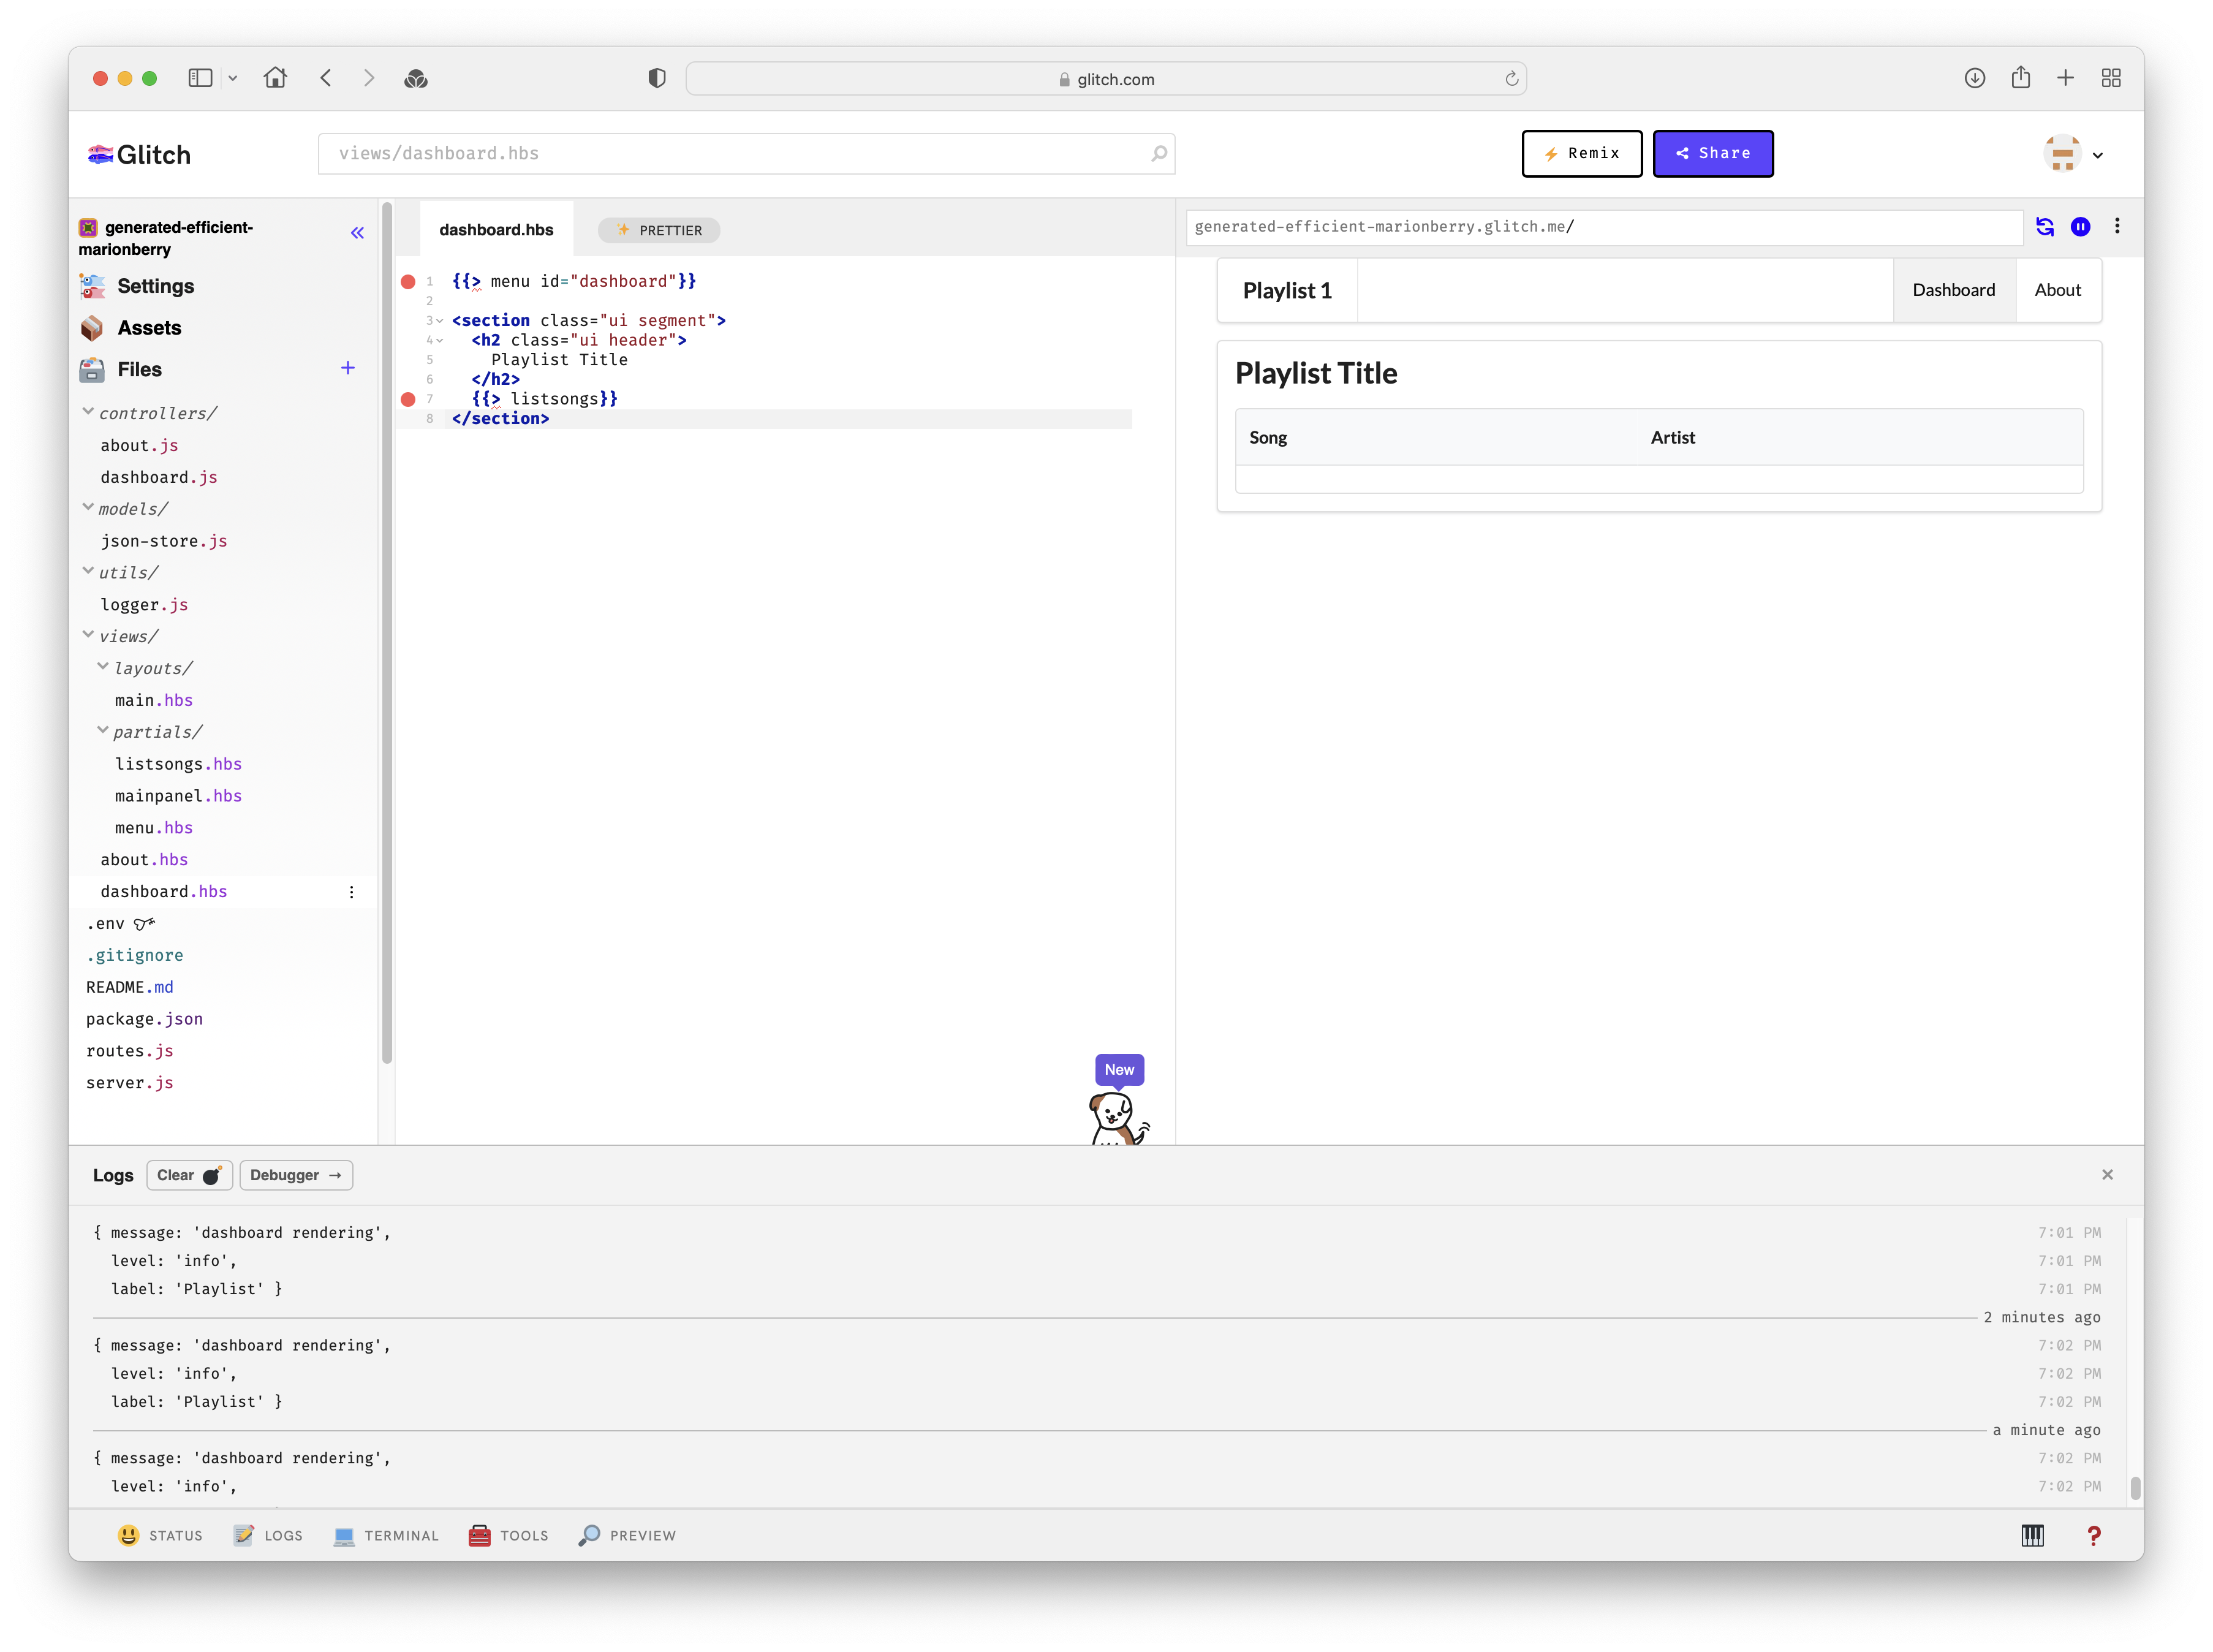 glitch.com
Glitch
views/dashboard.hbs
Remix
Share
generated-efficient-
marionberry
Settings
Assets
Files
controllers/
about.js
dashboard.js
models/
json-store.js
utils/
logger.js
views/
layouts/
main.hbs
partials/
listsongs.hbs
mainpanel.hbs
menu.hbs
about.hbs
dashboard.hbs
.env
.gitignore
README.md
package.json
routes.js
server.js
dashboard.hbs
PRETTIER
1 {{> menu id="dashboard"}}
2
3 <section class="ui segment">
4 <h2 class="ui header">
5 Playlist Title
6 </h2>
7 {{> listsongs}}
8 </section>
New
generated-efficient-marionberry.glitch.me/
Playlist 1 Dashboard About
Playlist Title
Song Artist
Logs Clear Debugger →
{ message: 'dashboard rendering', 7:01 PM
level: 'info', 7:01 PM
label: 'Playlist' } 7:01 PM
2 minutes ago
{ message: 'dashboard rendering', 7:02 PM
level: 'info', 7:02 PM
label: 'Playlist' } 7:02 PM
a minute ago
{ message: 'dashboard rendering', 7:02 PM
level: 'info', 7:02 PM
STATUS LOGS TERMINAL TOOLS PREVIEW ?